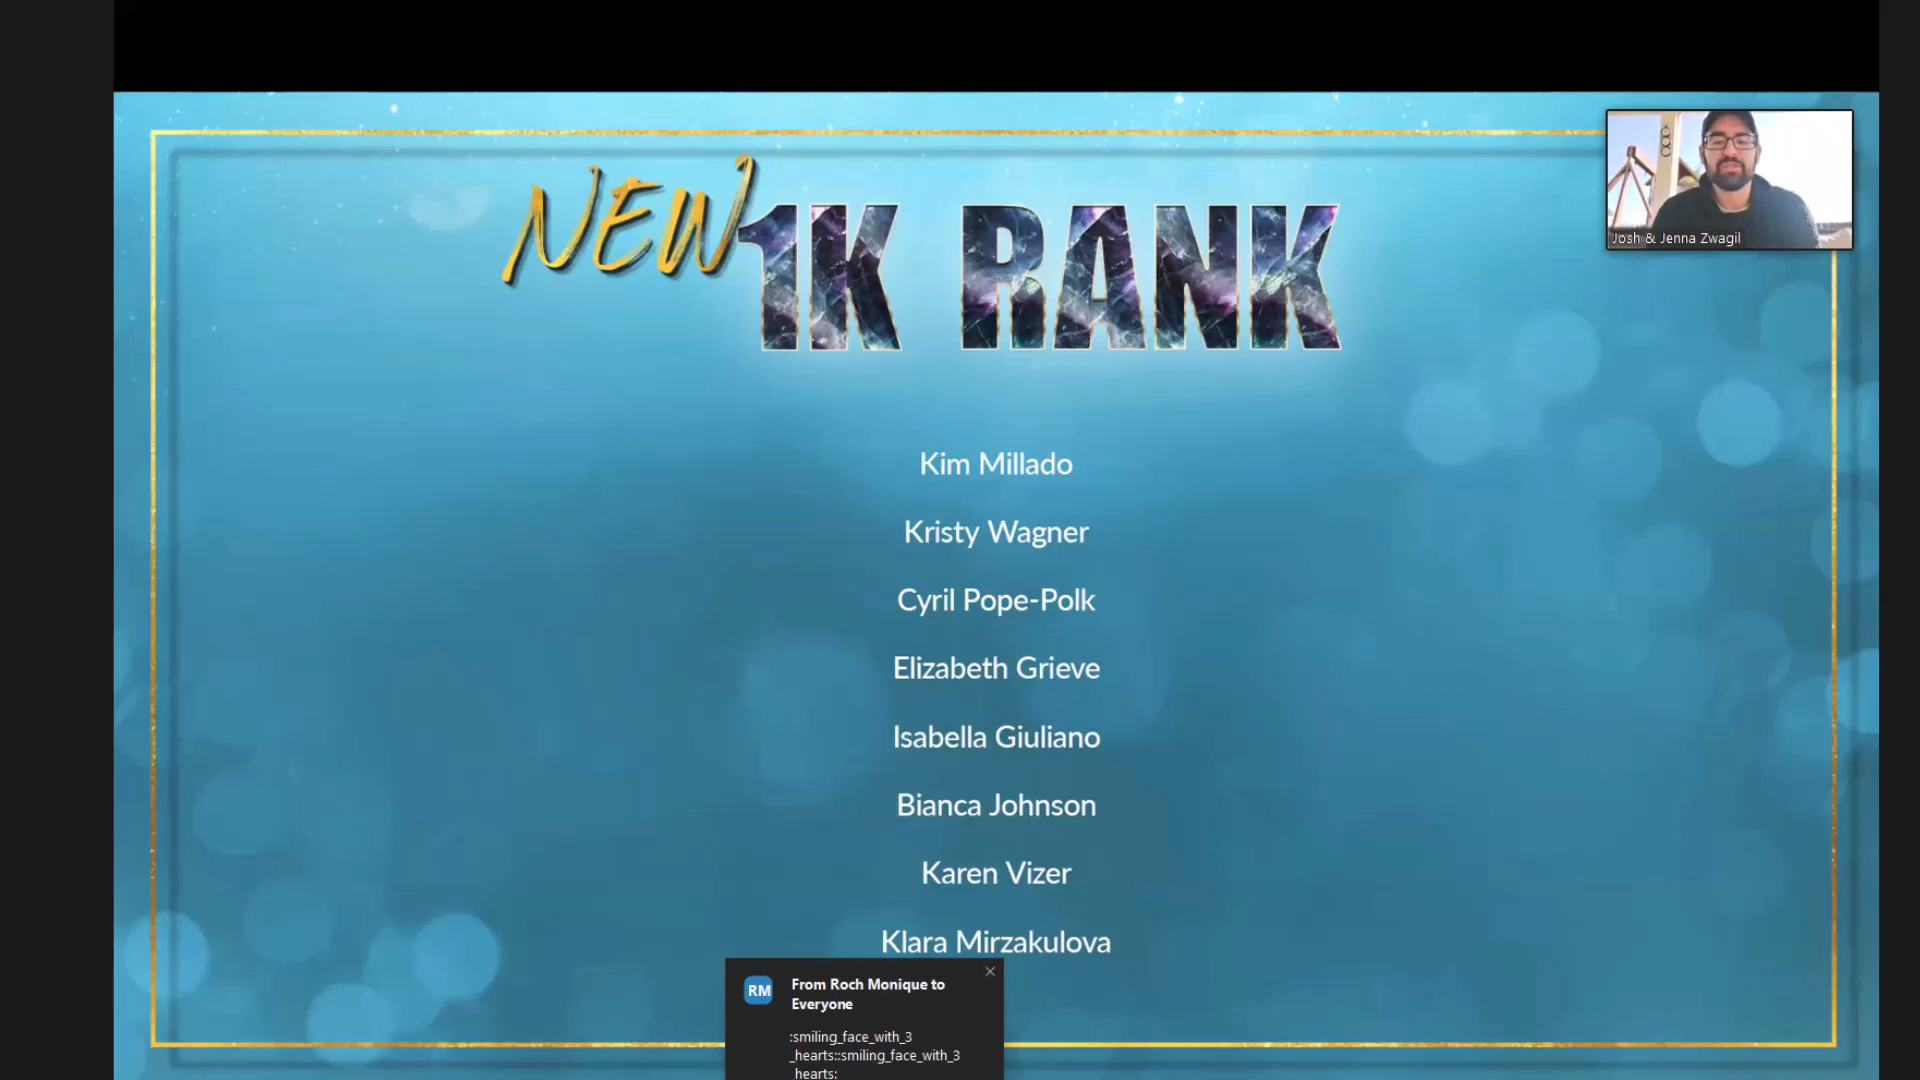 NEW 1K RANK
Josh & Jenna Zwagil
Kim Millado
Kristy Wagner
Cyril Pope-Polk
Elizabeth Grieve
Isabella Giuliano
Bianca Johnson
Karen Vizer
Klara Mirzakulova
RM
From Roch Monique to
Everyone
:smiling_face_with_3
_hearts::smiling_face_with_3
_hearts: